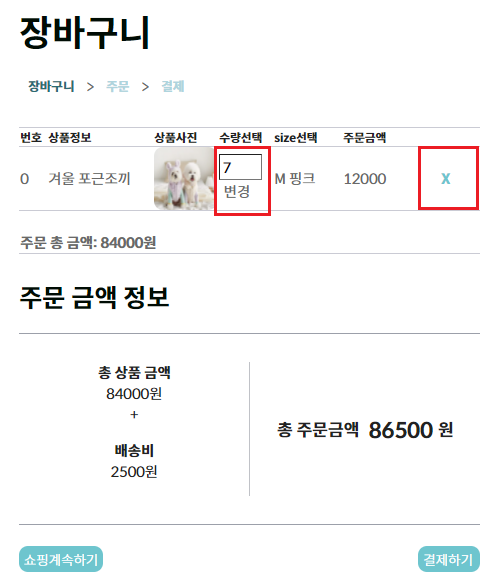 장바구니
장바구니 > 주문 > 결제
번호 상품정보 상품사진 수량선택 size선택 주문금액
0 겨울 포근조끼 7 변경 M 핑크 12000 X
주문 총 금액: 84000원
주문 금액 정보
총 상품 금액
84000원
+
배송비
2500원
총 주문금액 86500 원
쇼핑계속하기 결제하기